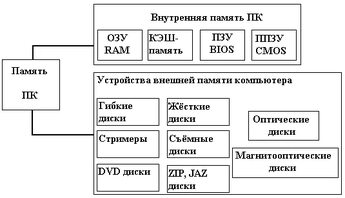 Внутренняя память ПК
ОЗУ
RAM
КЭШ-
память
ПЗУ
BIOS
ППЗУ
CMOS
Память
ПК
Устройства внешней памяти компьютера
Гибкие
диски
Жёсткие
диски
Оптические
диски
Стримеры
Съёмные
диски
Магнитооптические
диски
DVD диски
ZIP, JAZ
диски